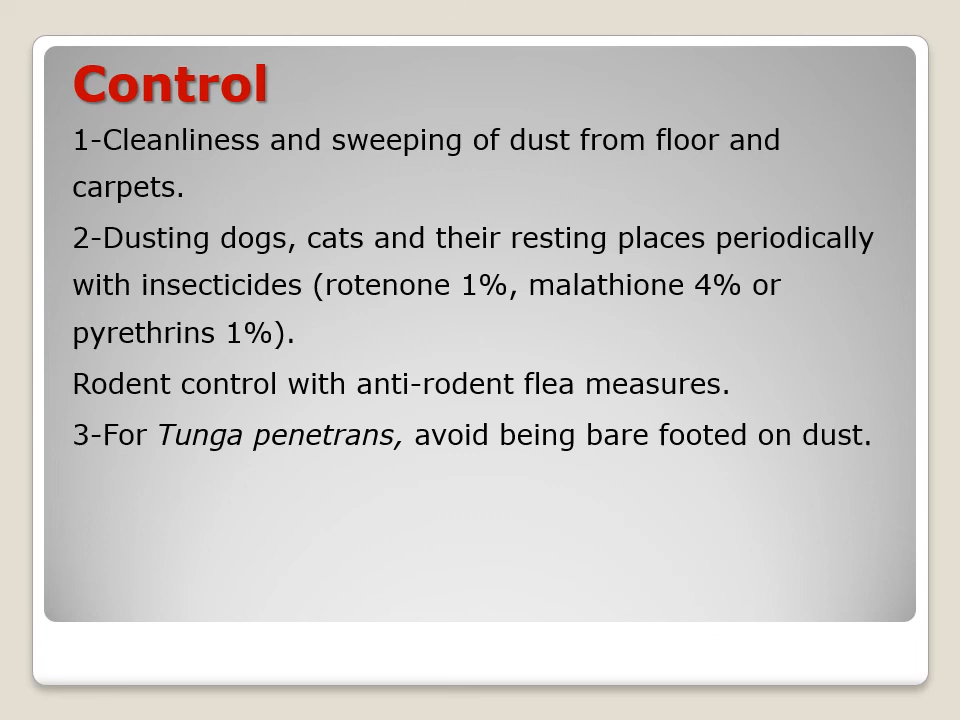 Control
1-Cleanliness and sweeping of dust from floor and
carpets.
2-Dusting dogs, cats and their resting places periodically
with insecticides (rotenone 1%, malathione 4% or
pyrethrins 1%).
Rodent control with anti-rodent flea measures.
3-For Tunga penetrans, avoid being bare footed on dust.